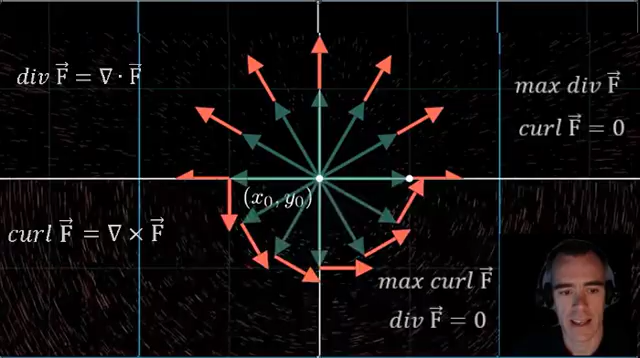 div F⃗ = ∇ · F⃗
max div F⃗
curl F⃗ = 0
(x₀, y₀)
curl F⃗ = ∇ × F⃗
max curl F⃗
div F⃗ = 0